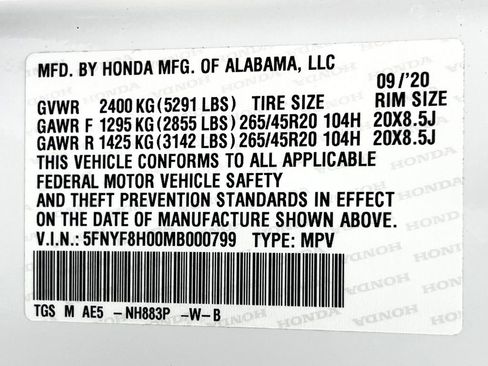 MFD. BY HONDA MFG. OF ALABAMA, LLC
09/'20
GVWR 2400 KG (5291 LBS) TIRE SIZE RIM SIZE
GAWR F 1295 KG (2855 LBS) 265/45R20 104H 20X8.5J
GAWR R 1425 KG (3142 LBS) 265/45R20 104H 20X8.5J
THIS VEHICLE CONFORMS TO ALL APPLICABLE
FEDERAL MOTOR VEHICLE SAFETY
AND THEFT PREVENTION STANDARDS IN EFFECT
ON THE DATE OF MANUFACTURE SHOWN ABOVE.
V.I.N.: 5FNYF8H00MB000799 TYPE: MPV
TGS M AE5 -NH883P -W-B